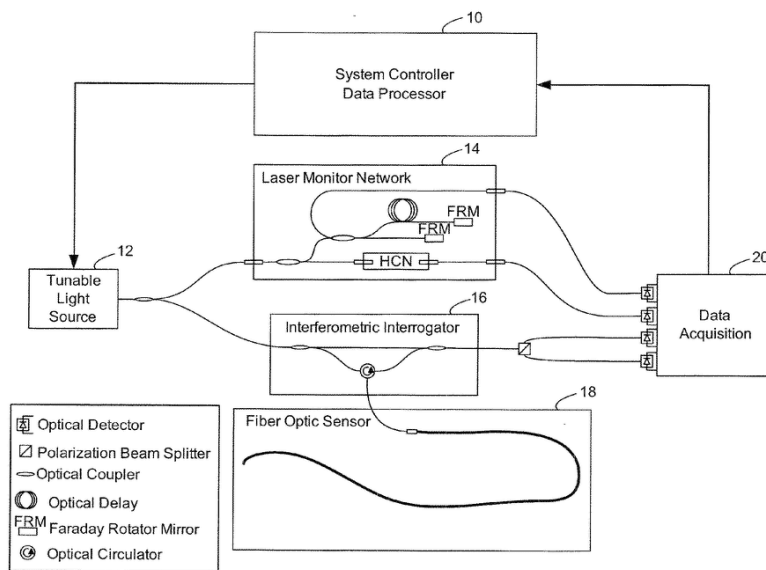 10
System Controller
Data Processor
14
Laser Monitor Network
FRM
FRM
HCN
12
Tunable
Light
Source
16
Interferometric Interrogator
20
Data
Acquisition
18
Fiber Optic Sensor
Optical Detector
Polarization Beam Splitter
Optical Coupler
Optical Delay
FRM
Faraday Rotator Mirror
Optical Circulator